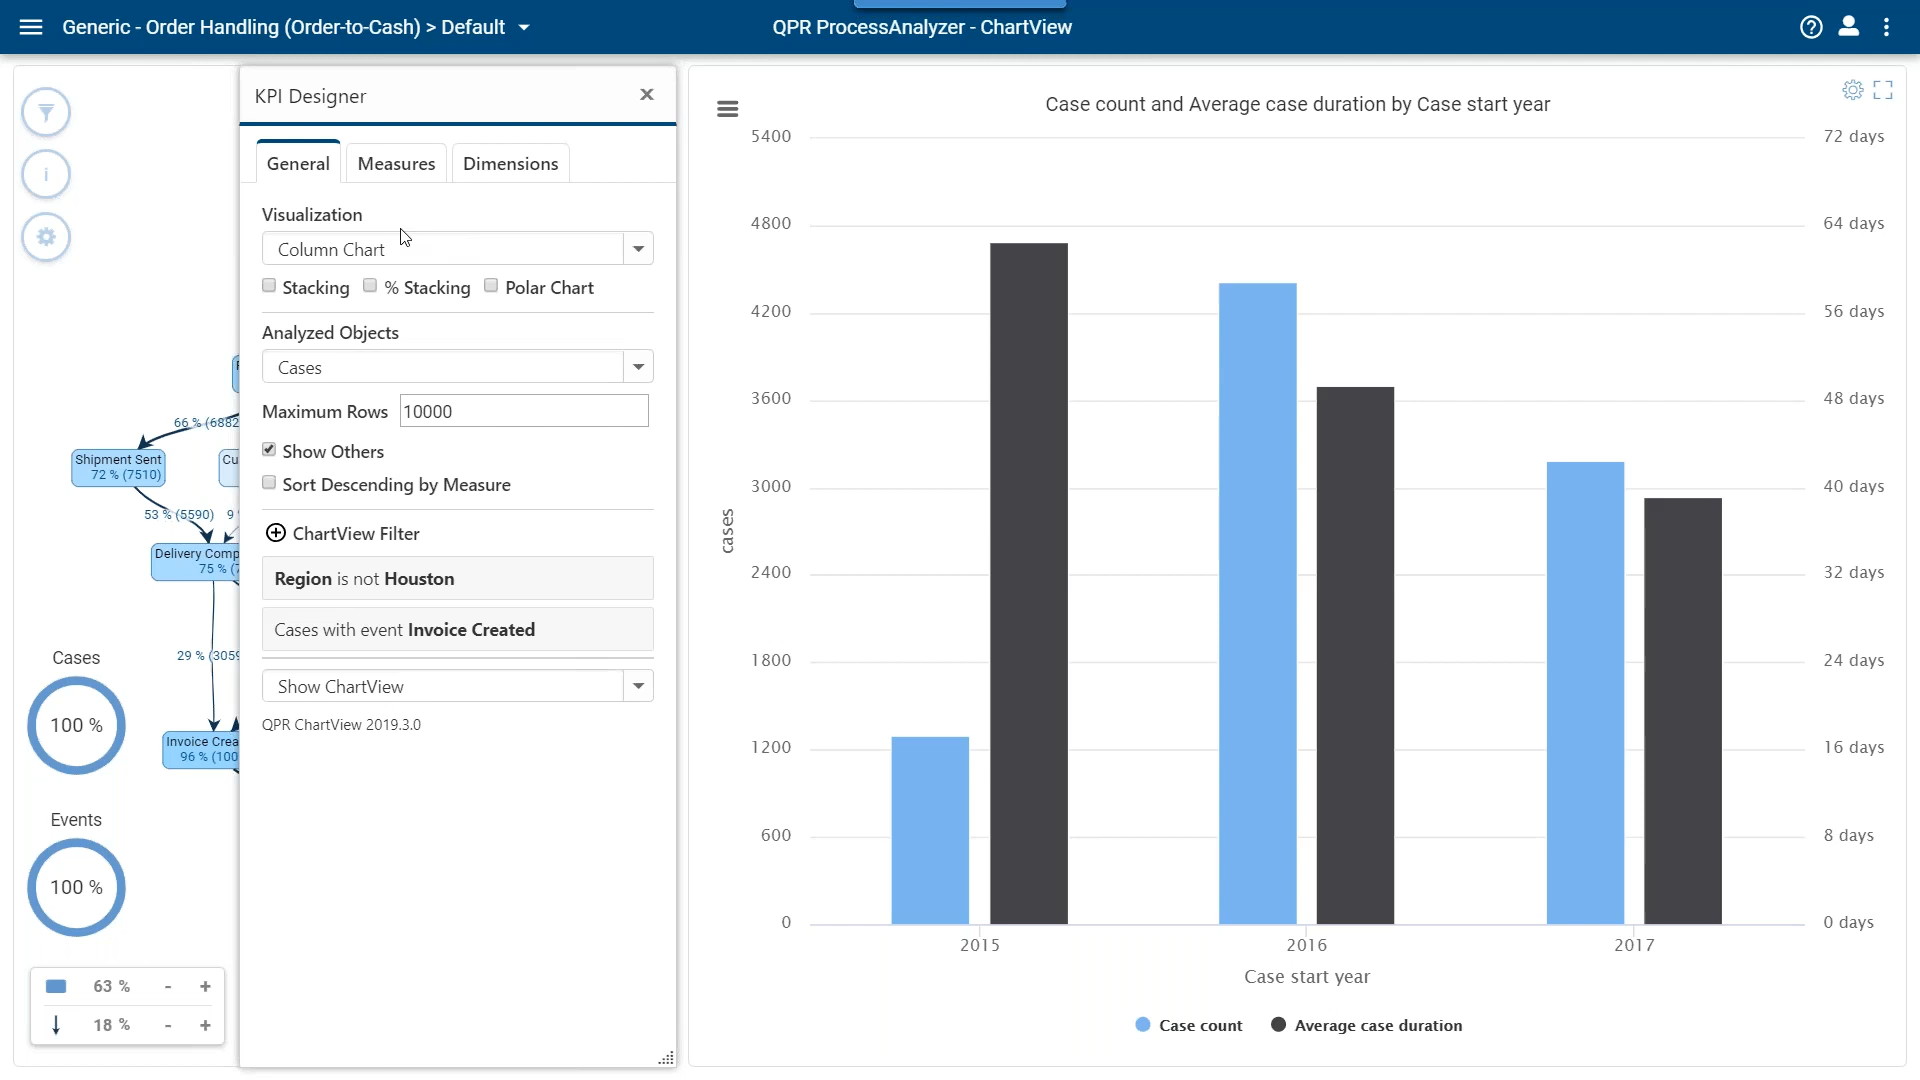 Generic - Order Handling (Order-to-Cash) > Default
QPR ProcessAnalyzer - ChartView
KPI Designer
General
Measures
Dimensions
Visualization
Column Chart
Stacking
% Stacking
Polar Chart
Analyzed Objects
Cases
Maximum Rows
10000
Show Others
Sort Descending by Measure
ChartView Filter
Region is not Houston
Cases with event Invoice Created
Show ChartView
QPR ChartView 2019.3.0
i
66 % (6882
Shipment Sent
72 % (7510)
Cu
53 % (5590)
9
Delivery Comp
75 % (7
29 % (3059
Invoice Crea
96 % (100
Cases
100 %
Events
100 %
63 % - +
18 % - +
Case count and Average case duration by Case start year
5400
4800
4200
3600
3000
2400
1800
1200
600
0
cases
72 days
64 days
56 days
48 days
40 days
32 days
24 days
16 days
8 days
0 days
2015
2016
2017
Case start year
Case count
Average case duration